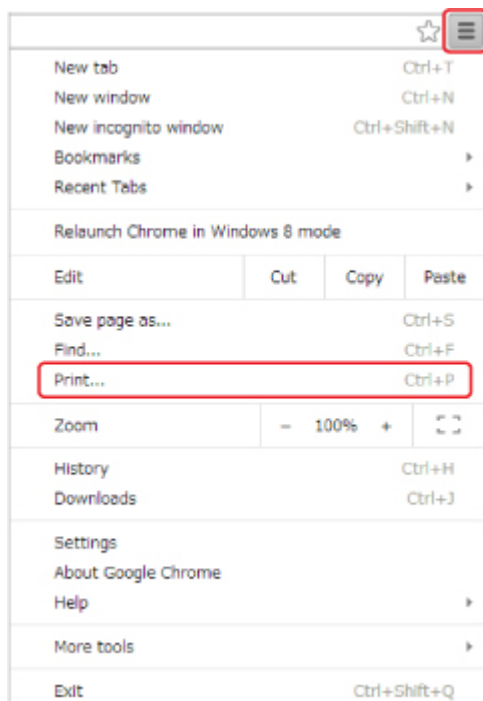 New tab Ctrl+T
New window Ctrl+N
New incognito window Ctrl+Shift+N
Bookmarks
Recent Tabs
Relaunch Chrome in Windows 8 mode
Edit Cut Copy Paste
Save page as... Ctrl+S
Find... Ctrl+F
Print... Ctrl+P
Zoom − 100% +
History Ctrl+H
Downloads Ctrl+J
Settings
About Google Chrome
Help
More tools
Exit Ctrl+Shift+Q